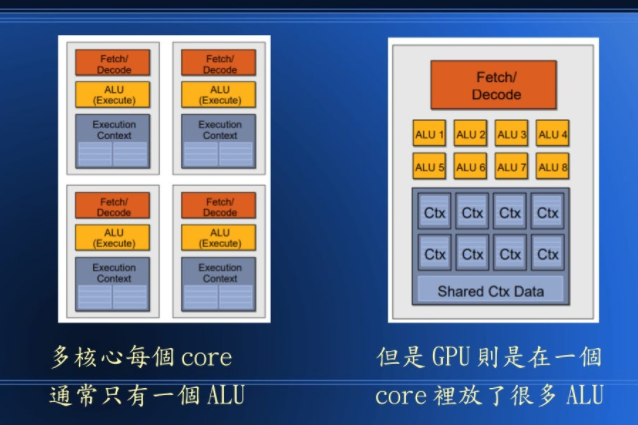 Fetch/
Decode
ALU
(Execute)
Execution
Context
Fetch/
Decode
ALU
(Execute)
Execution
Context
Fetch/
Decode
ALU
(Execute)
Execution
Context
Fetch/
Decode
ALU
(Execute)
Execution
Context
多核心每個 core
通常只有一個 ALU
Fetch/
Decode
ALU 1 ALU 2 ALU 3 ALU 4
ALU 5 ALU 6 ALU 7 ALU 8
Ctx Ctx Ctx Ctx
Ctx Ctx Ctx Ctx
Shared Ctx Data
但是 GPU 則是在一個
core 裡放了很多 ALU